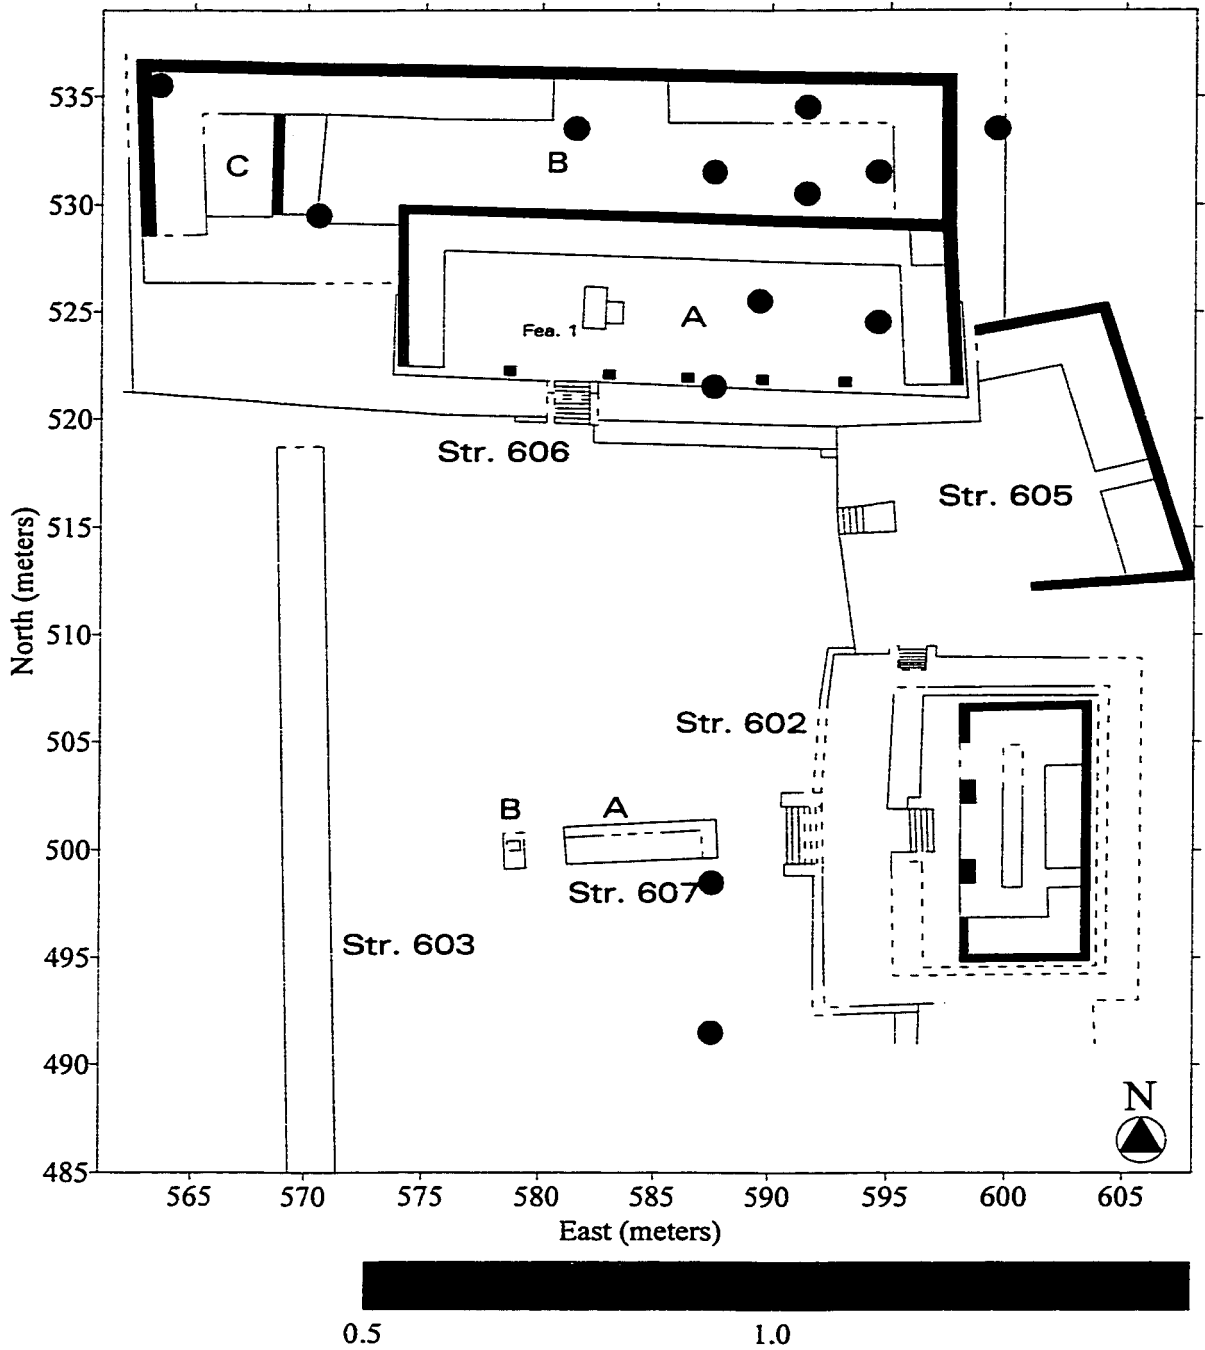 535
C
B
530
A
525
Fea. 1
520
Str. 606
Str. 605
515
North (meters)
510
Str. 602
505
B
A
500
Str. 607
Str. 603
495
490
N
485
565 570 575 580 585 590 595 600 605
East (meters)
0.5 1.0